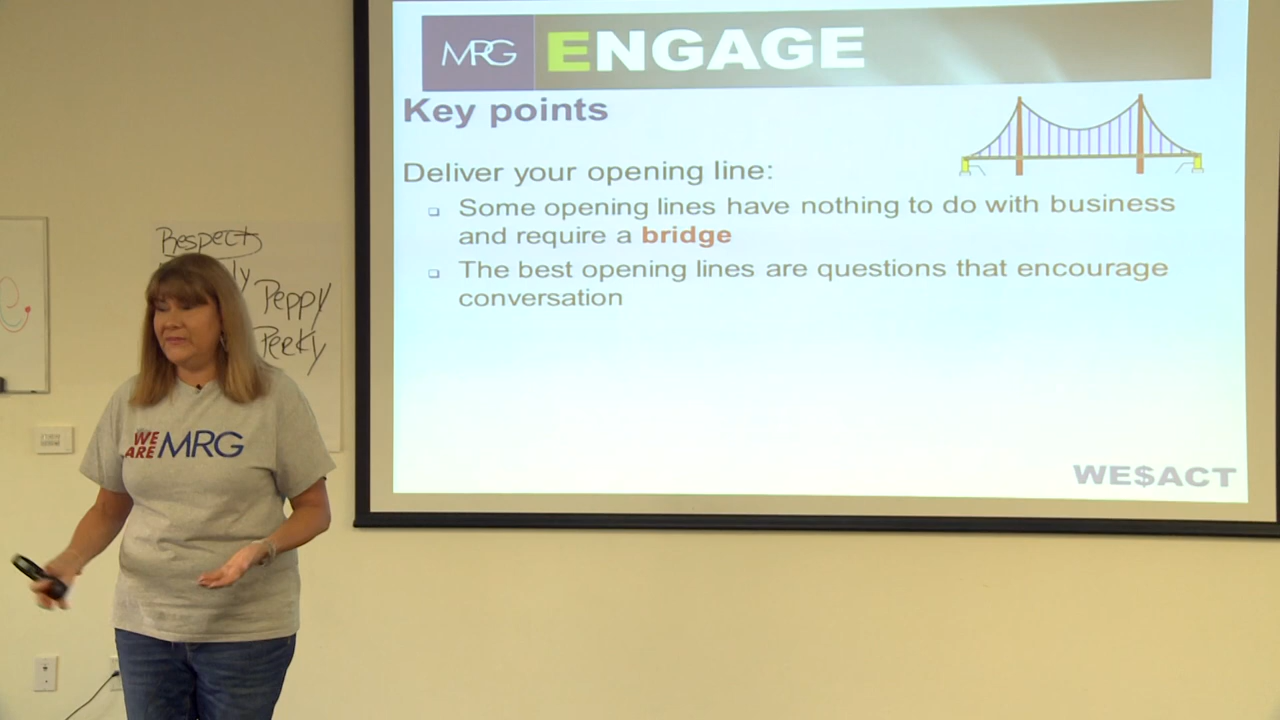 MRG ENGAGE
Key points
Deliver your opening line:
Some opening lines have nothing to do with business
and require a bridge
The best opening lines are questions that encourage
conversation
WE$ACT
Respect
Peppy
Perky
WE
ARE MRG